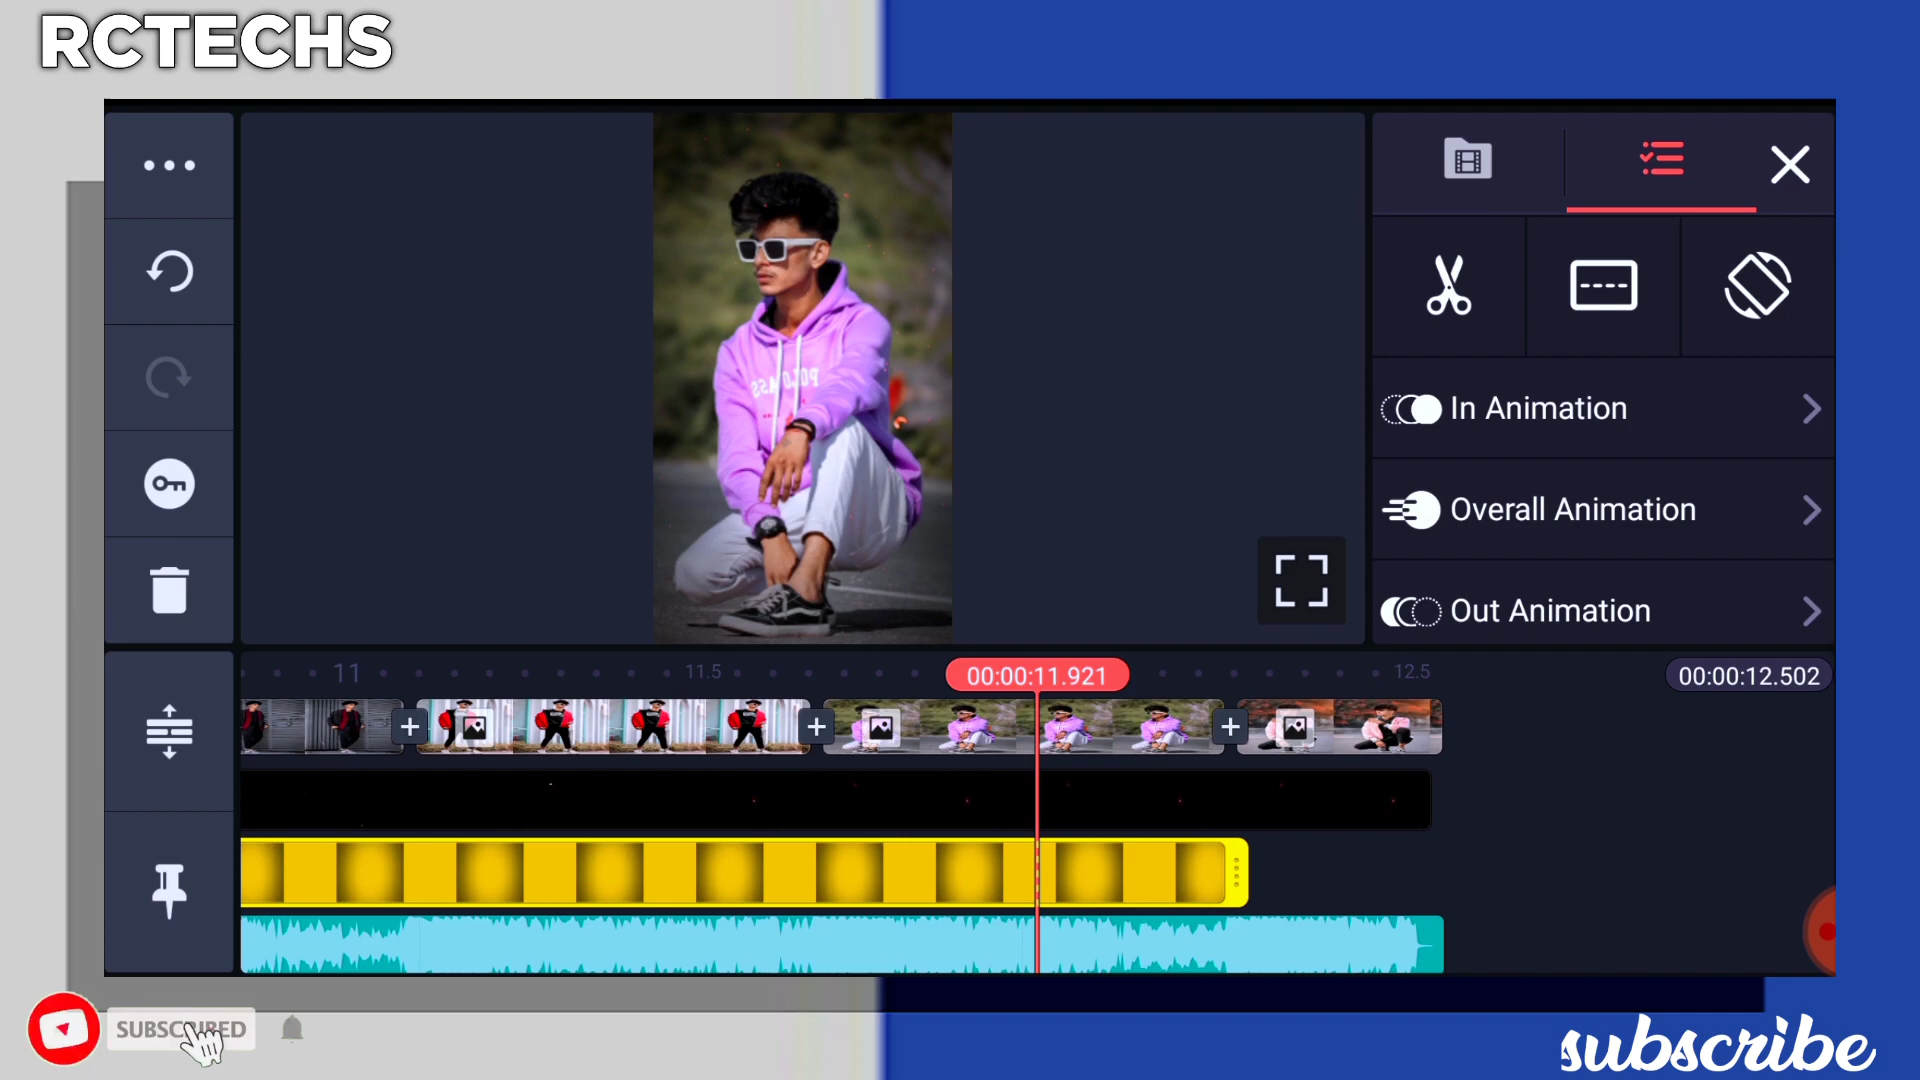 RCTECHS
In Animation
Overall Animation
Out Animation
11
11.5
00:00:11.921
12.5
00:00:12.502
SUBSCRIBED
subscribe